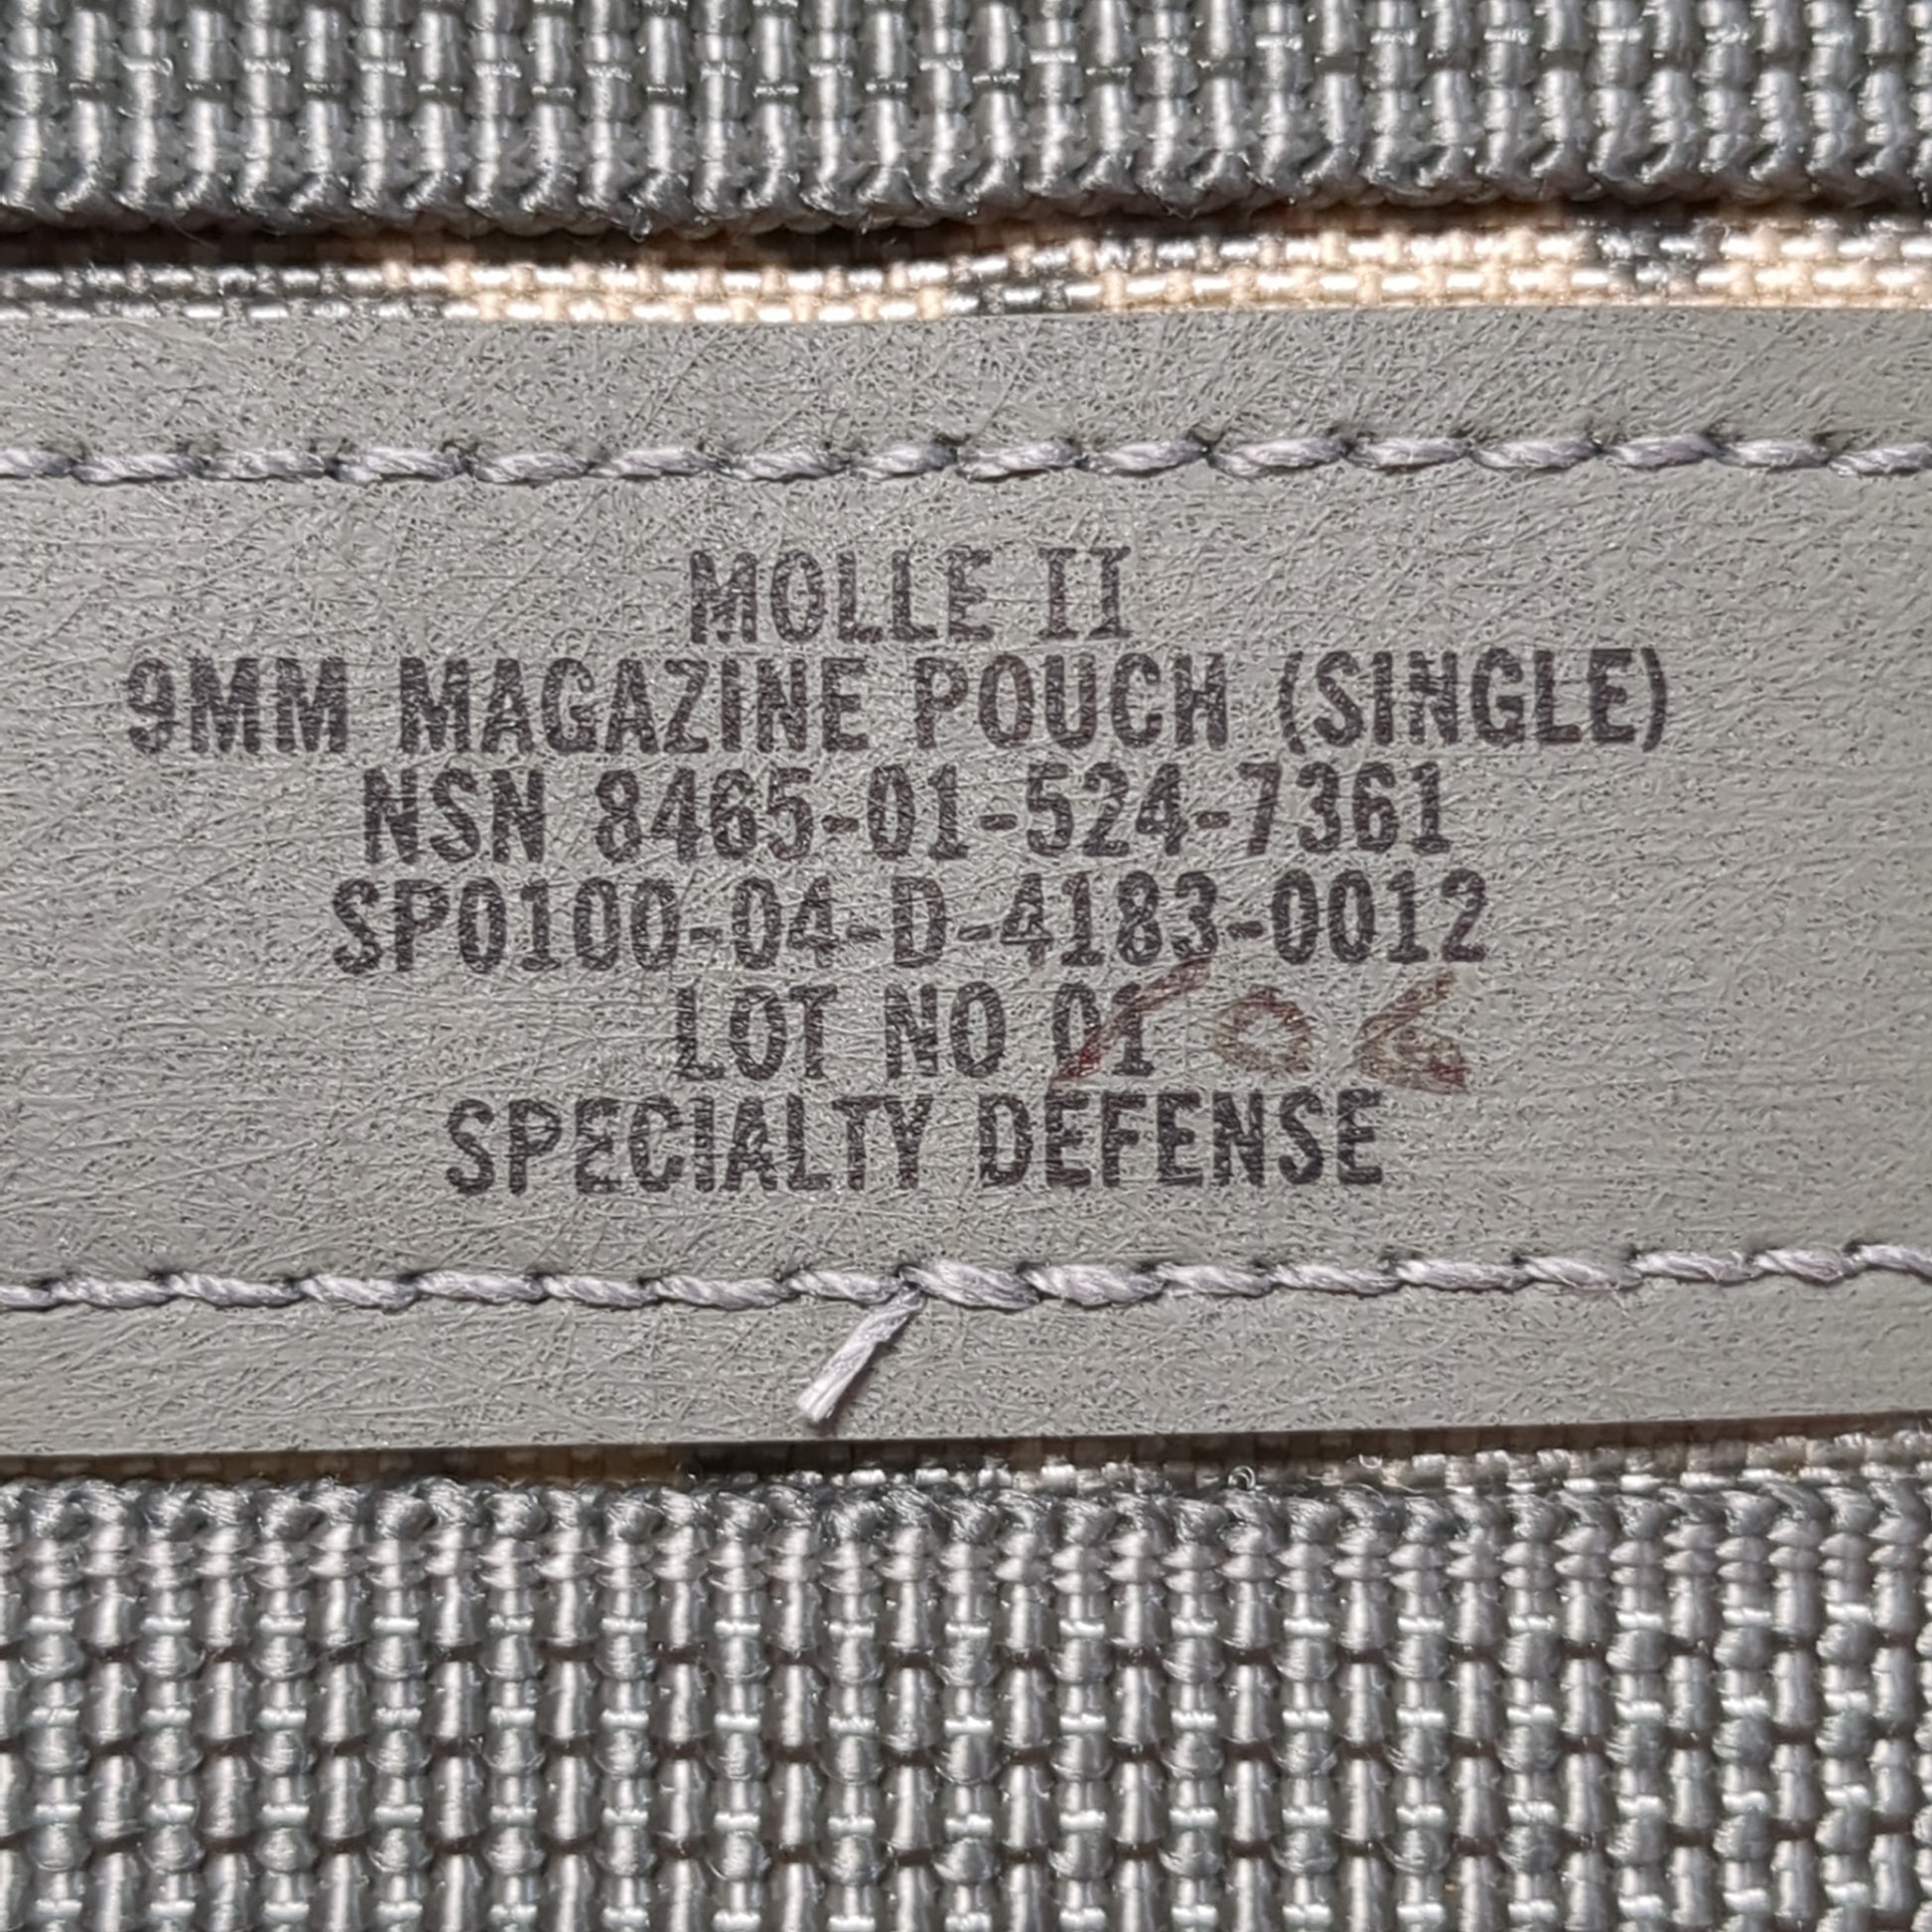 MOLLE II
9MM MAGAZINE POUCH (SINGLE)
NSN 8465-01-524-7361
SP0100-04-D-4183-0012
LOT NO 01 06
SPECIALTY DEFENSE